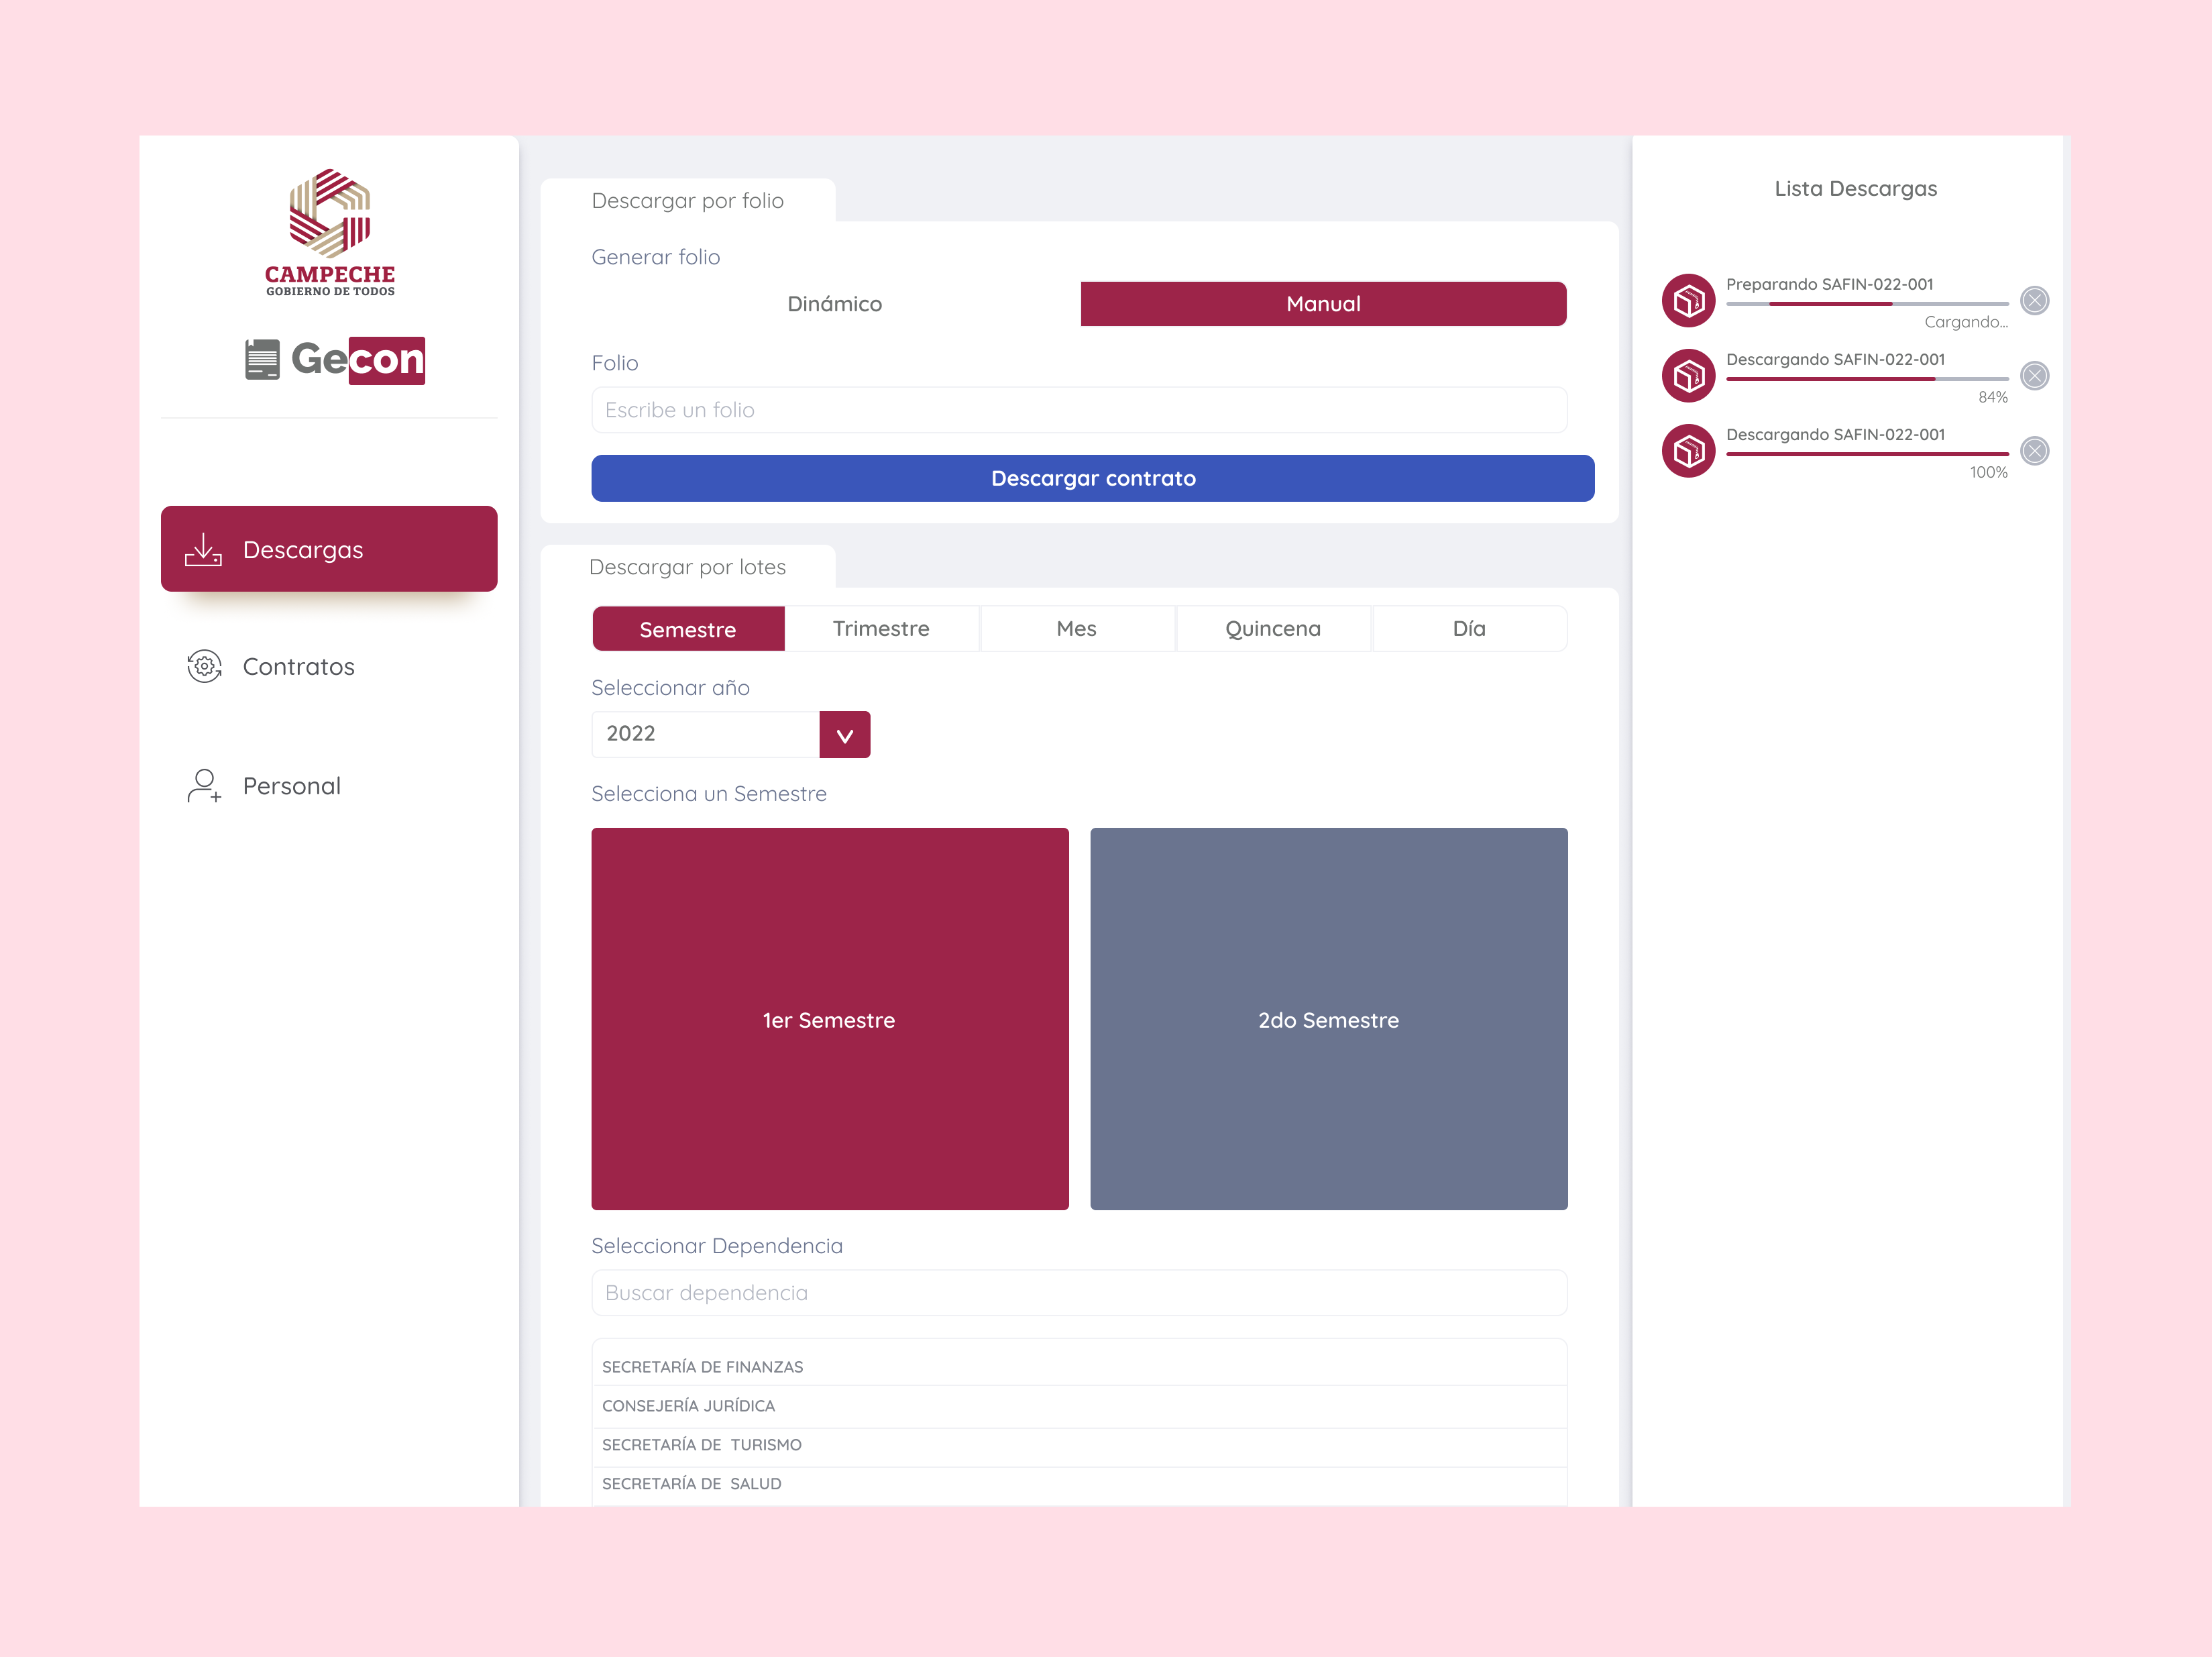 CAMPECHE
GOBIERNO DE TODOS
Gecon
Descargas
Contratos
Personal
Descargar por folio
Generar folio
Dinámico
Manual
Folio
Escribe un folio
Descargar contrato
Descargar por lotes
Semestre
Trimestre
Mes
Quincena
Día
Seleccionar año
2022
Selecciona un Semestre
1er Semestre
2do Semestre
Seleccionar Dependencia
Buscar dependencia
SECRETARÍA DE FINANZAS
CONSEJERÍA JURÍDICA
SECRETARÍA DE  TURISMO
SECRETARÍA DE  SALUD
Lista Descargas
Preparando SAFIN-022-001
Cargando...
Descargando SAFIN-022-001
84%
Descargando SAFIN-022-001
100%